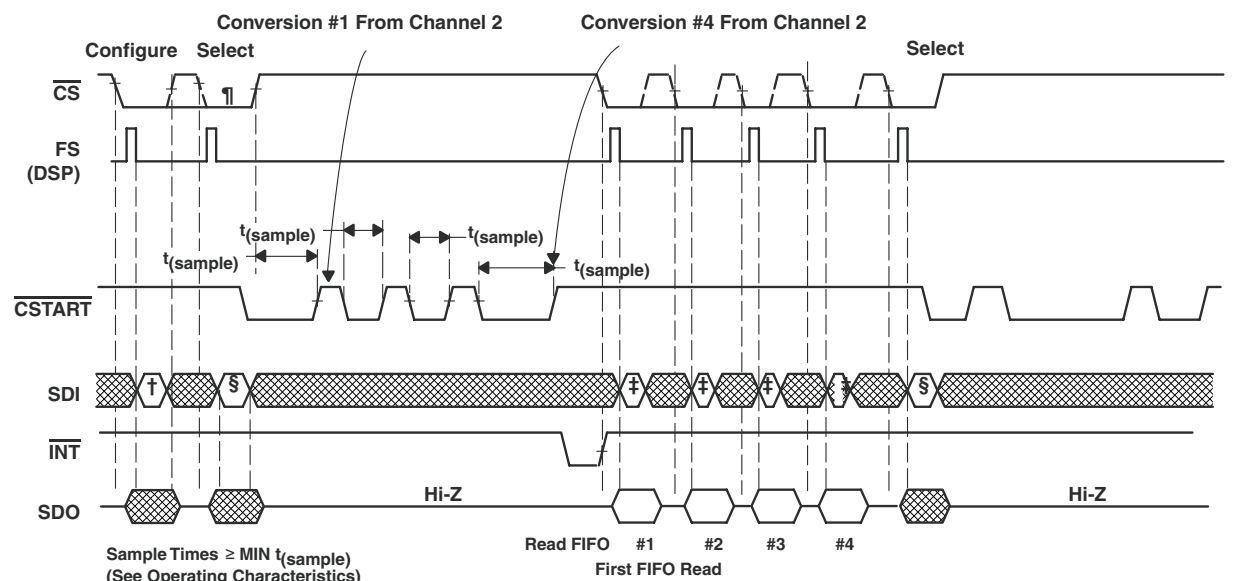 Conversion #1 From Channel 2
Conversion #4 From Channel 2
Configure
Select
Select
CS
¶
FS
(DSP)
t(sample)
t(sample)
t(sample)
t(sample)
CSTART
SDI
†
§
‡
‡
‡
‡
§
INT
SDO
Hi-Z
Hi-Z
Read FIFO
#1
#2
#3
#4
First FIFO Read
Sample Times ≥ MIN t(sample)
(See Operating Characteristics)